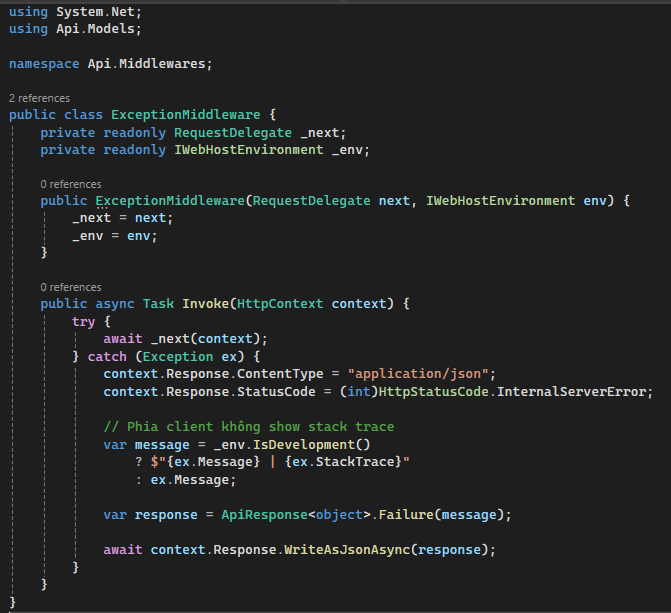 using System.Net;
using Api.Models;
namespace Api.Middlewares;
2 references
public class ExceptionMiddleware {
private readonly RequestDelegate _next;
private readonly IWebHostEnvironment _env;
0 references
public ExceptionMiddleware(RequestDelegate next, IWebHostEnvironment env) {
_next = next;
_env = env;
}
0 references
public async Task Invoke(HttpContext context) {
try {
await _next(context);
} catch (Exception ex) {
context.Response.ContentType = "application/json";
context.Response.StatusCode = (int)HttpStatusCode.InternalServerError;
// Phia client không show stack trace
var message = _env.IsDevelopment()
? $"{ex.Message} | {ex.StackTrace}"
: ex.Message;
var response = ApiResponse<object>.Failure(message);
await context.Response.WriteAsJsonAsync(response);
}
}
}